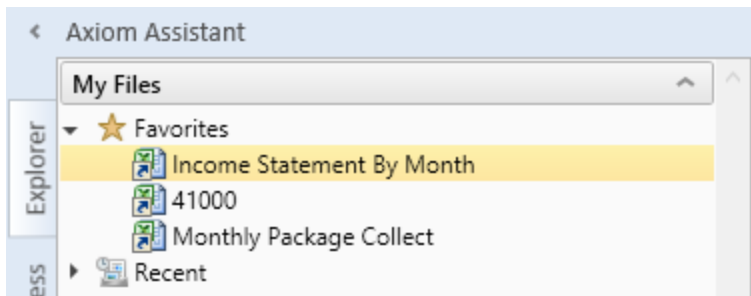 Axiom Assistant
My Files
Explorer
Favorites
Income Statement By Month
41000
Monthly Package Collect
Recent